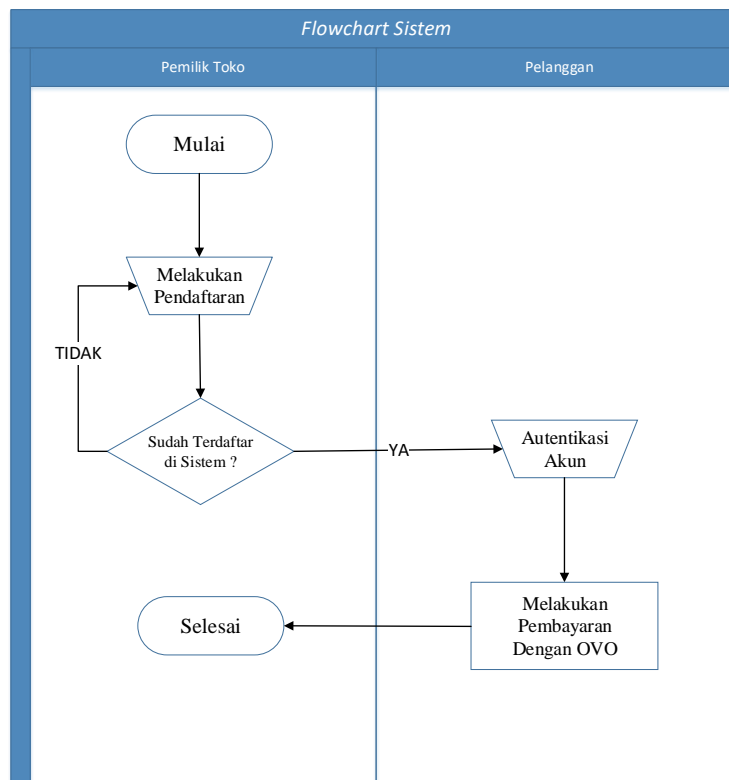 Flowchart Sistem
Pemilik Toko
Pelanggan
Mulai
Melakukan
Pendaftaran
TIDAK
Sudah Terdaftar
di Sistem ?
YA
Autentikasi
Akun
Melakukan
Pembayaran
Dengan OVO
Selesai